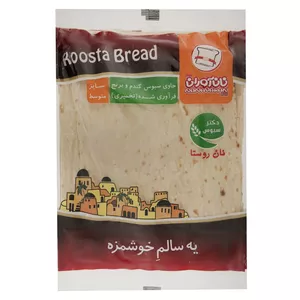 Roosta Bread
نان آوران
حاوی سبوس گندم و برنج
فرآوری شده (تخمیری)
سایز
متوسط
دکتر
سبوس
نان روستا
یه سالمِ خوشمزه